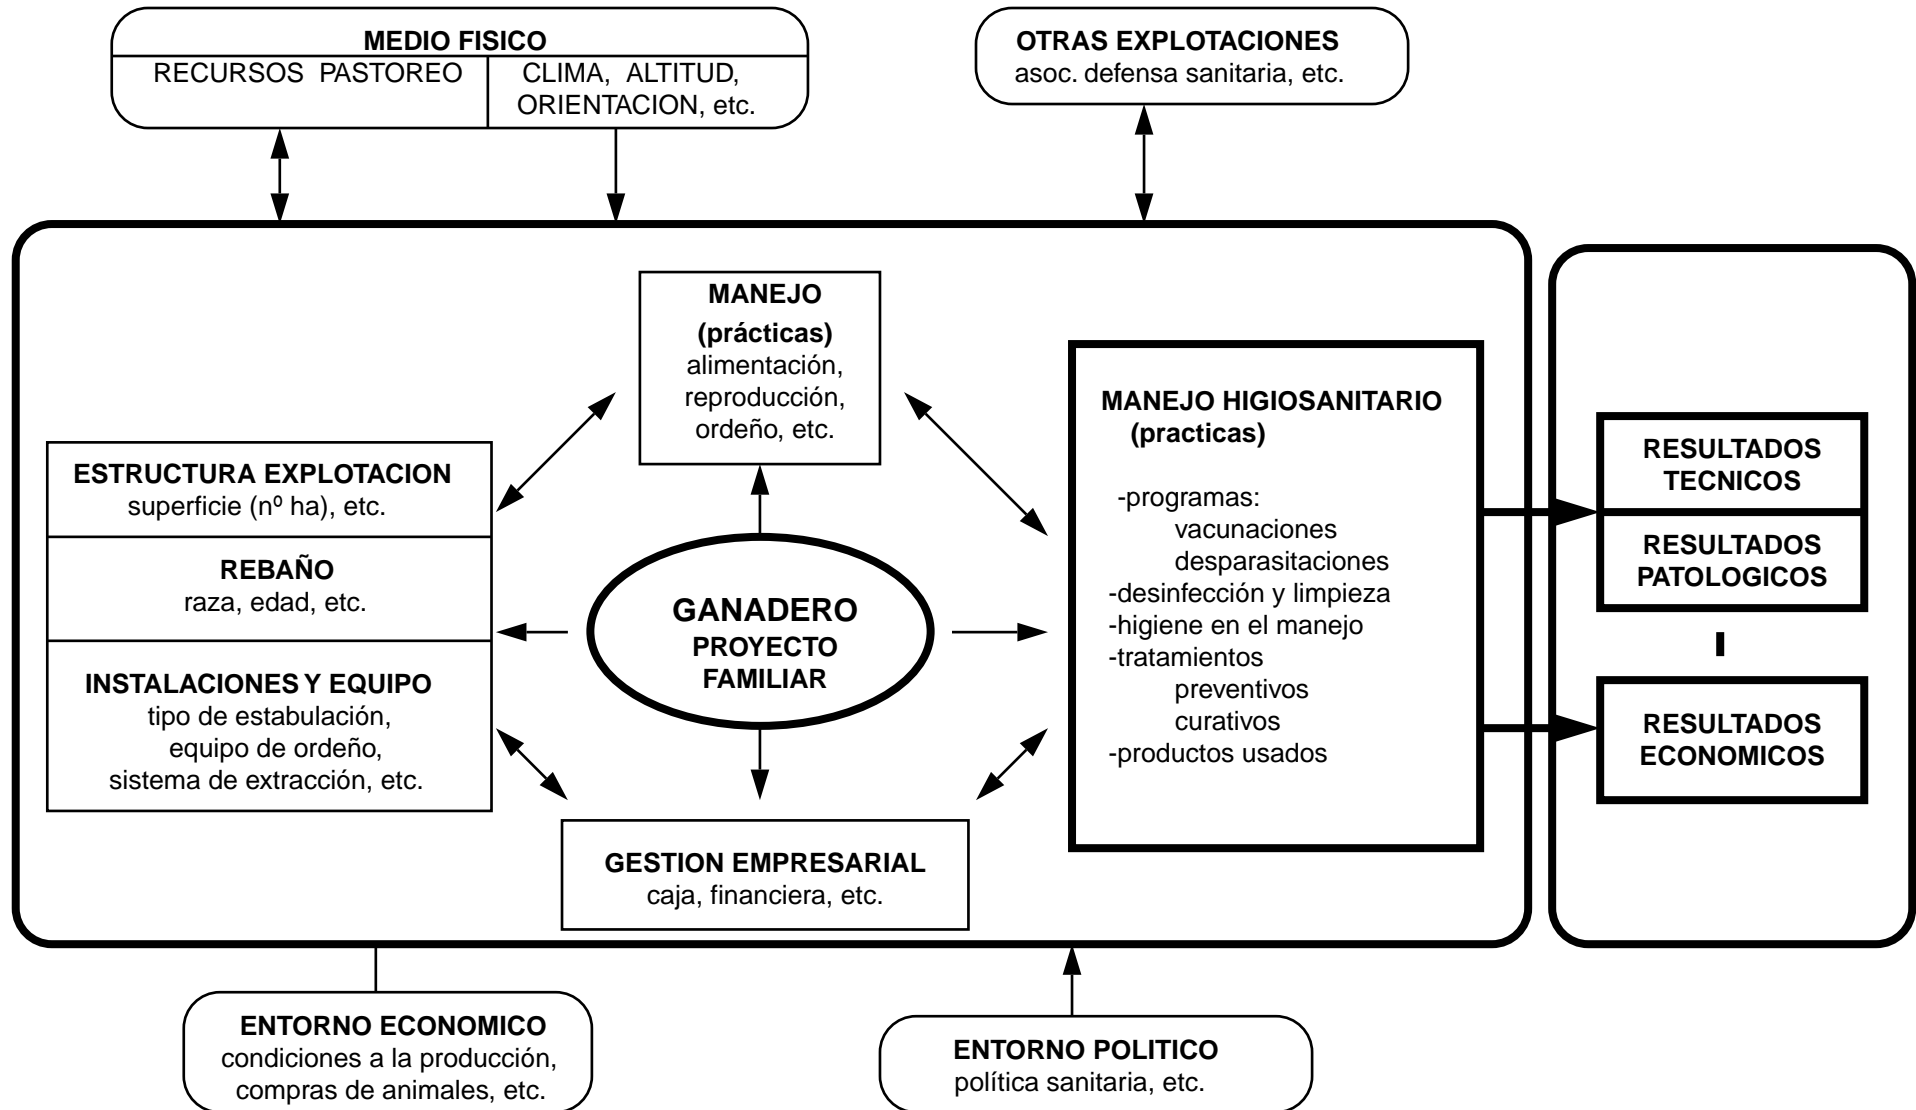 MEDIO FISICO
RECURSOS PASTOREO
CLIMA, ALTITUD,
ORIENTACION, etc.
OTRAS EXPLOTACIONES
asoc. defensa sanitaria, etc.
MANEJO
(prácticas)
alimentación,
reproducción,
ordeño, etc.
ESTRUCTURA EXPLOTACION
superficie (nº ha), etc.
REBAÑO
raza, edad, etc.
INSTALACIONES Y EQUIPO
tipo de estabulación,
equipo de ordeño,
sistema de extracción, etc.
GANADERO
PROYECTO
FAMILIAR
GESTION EMPRESARIAL
caja, financiera, etc.
MANEJO HIGIOSANITARIO
(practicas)
-programas:
vacunaciones
desparasitaciones
-desinfección y limpieza
-higiene en el manejo
-tratamientos
preventivos
curativos
-productos usados
RESULTADOS
TECNICOS
RESULTADOS
PATOLOGICOS
RESULTADOS
ECONOMICOS
ENTORNO ECONOMICO
condiciones a la producción,
compras de animales, etc.
ENTORNO POLITICO
política sanitaria, etc.